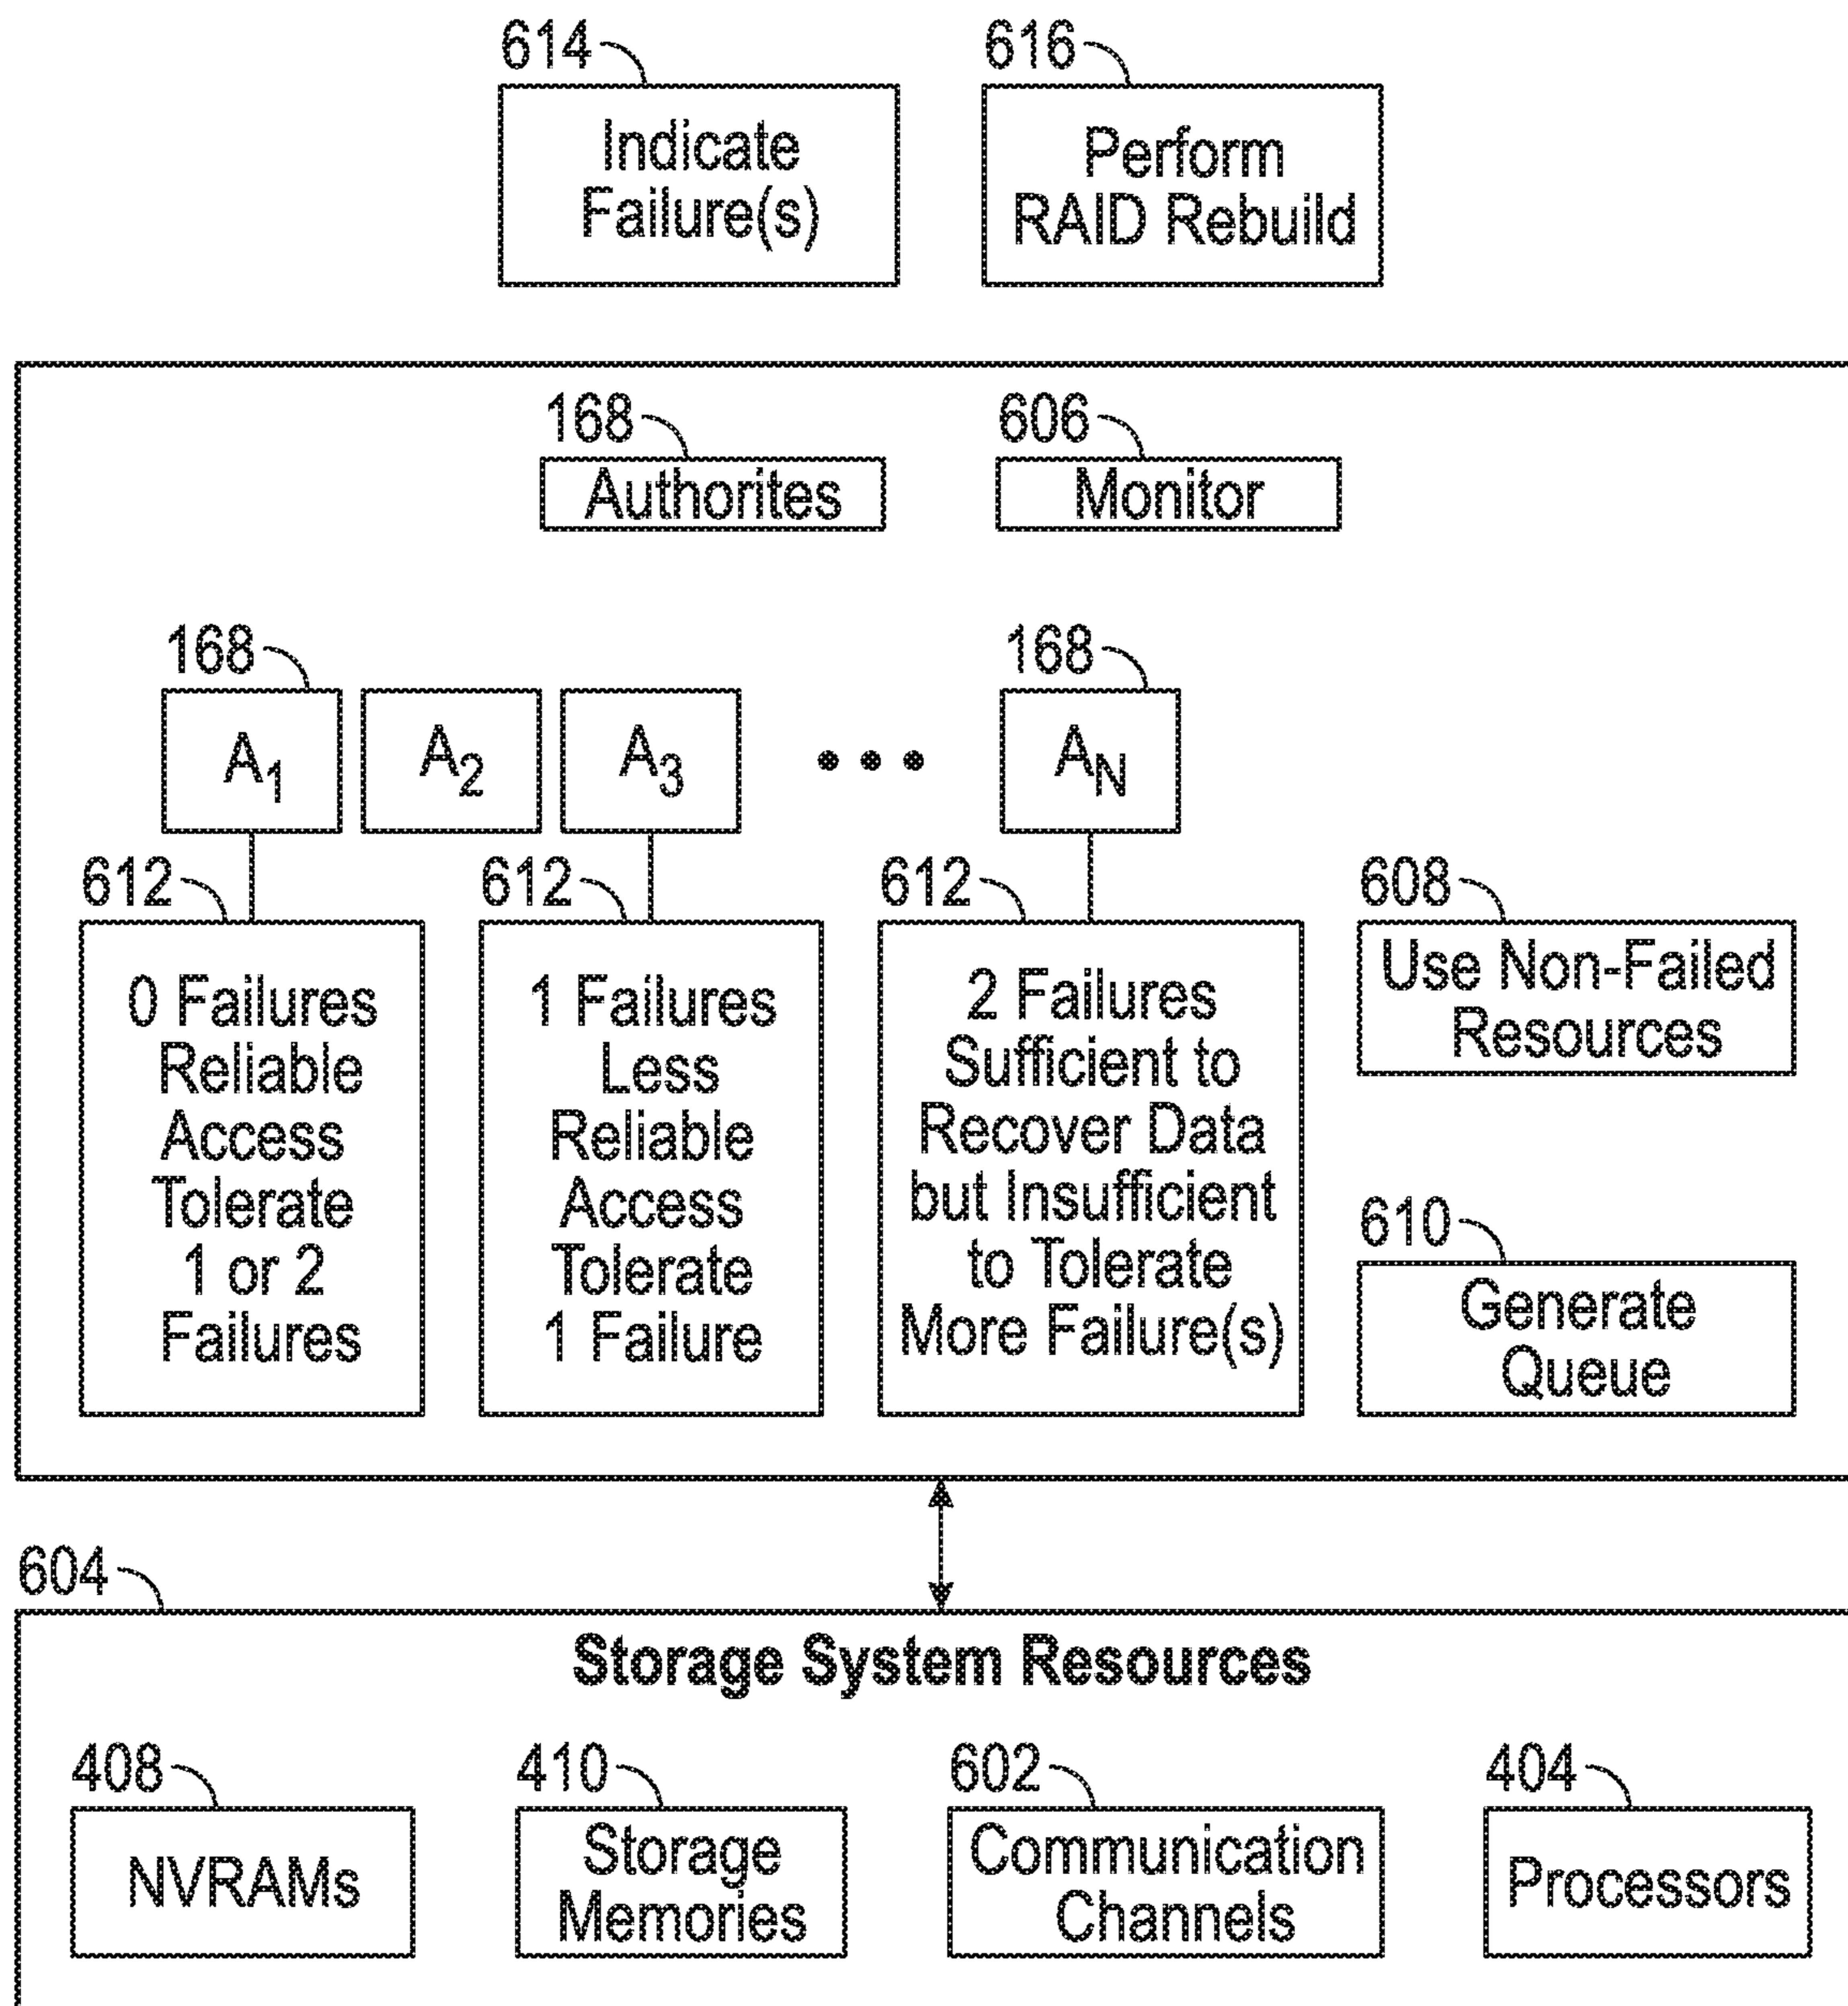 614
616
Indicate
Failure(s)
Perform
RAID Rebuild
168
606
Authorites
Monitor
168
168
A1
A2
A3
• • •
AN
612
612
612
608
0 Failures
Reliable
Access
Tolerate
1 or 2
Failures
1 Failures
Less
Reliable
Access
Tolerate
1 Failure
2 Failures
Sufficient to
Recover Data
but Insufficient
to Tolerate
More Failure(s)
Use Non-Failed
Resources
610
Generate
Queue
604
Storage System Resources
408
410
602
404
NVRAMs
Storage
Memories
Communication
Channels
Processors